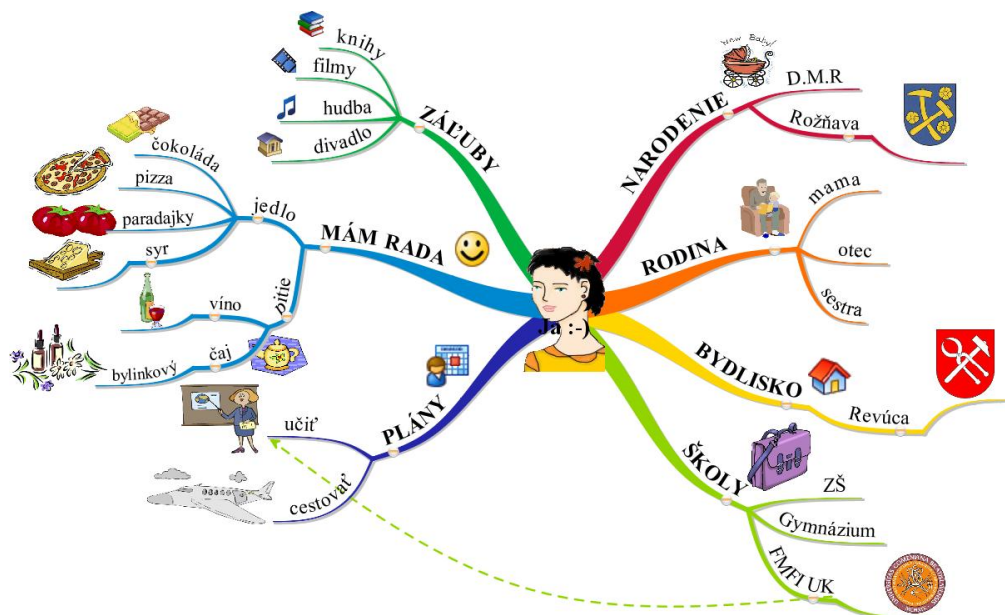 Ja :-)
NARODENIE
New Baby!
D.M.R
Rožňava
RODINA
mama
otec
sestra
BYDLISKO
Revúca
ŠKOLY
ZŠ
Gymnázium
FMFI UK
PLÁNY
učiť
cestovať
MÁM RADA
jedlo
čokoláda
pizza
paradajky
syr
pitie
víno
čaj
bylinkový
ZÁĽUBY
knihy
filmy
hudba
divadlo